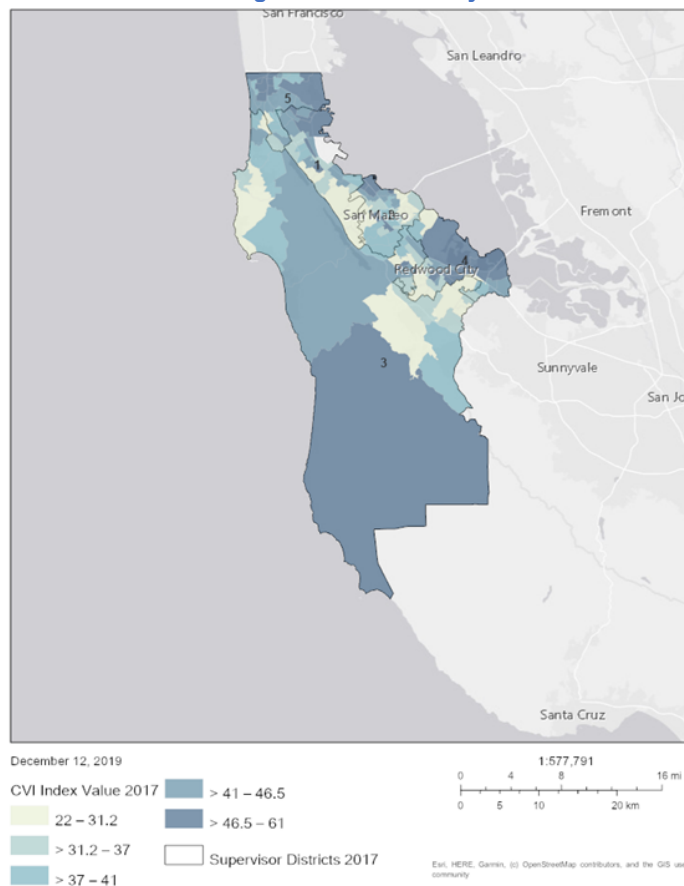 San Francisco
San Leandro
5
1
San Mateo
Fremont
4
Redwood City
3
Sunnyvale
San Jo
Santa Cruz
December 12, 2019
CVI Index Value 2017
22 – 31.2
> 31.2 – 37
> 37 – 41
> 41 – 46.5
> 46.5 – 61
Supervisor Districts 2017
1:577,791
0 4 8 16 mi
0 5 10 20 km
Esri, HERE, Garmin, (c) OpenStreetMap contributors, and the GIS use
community